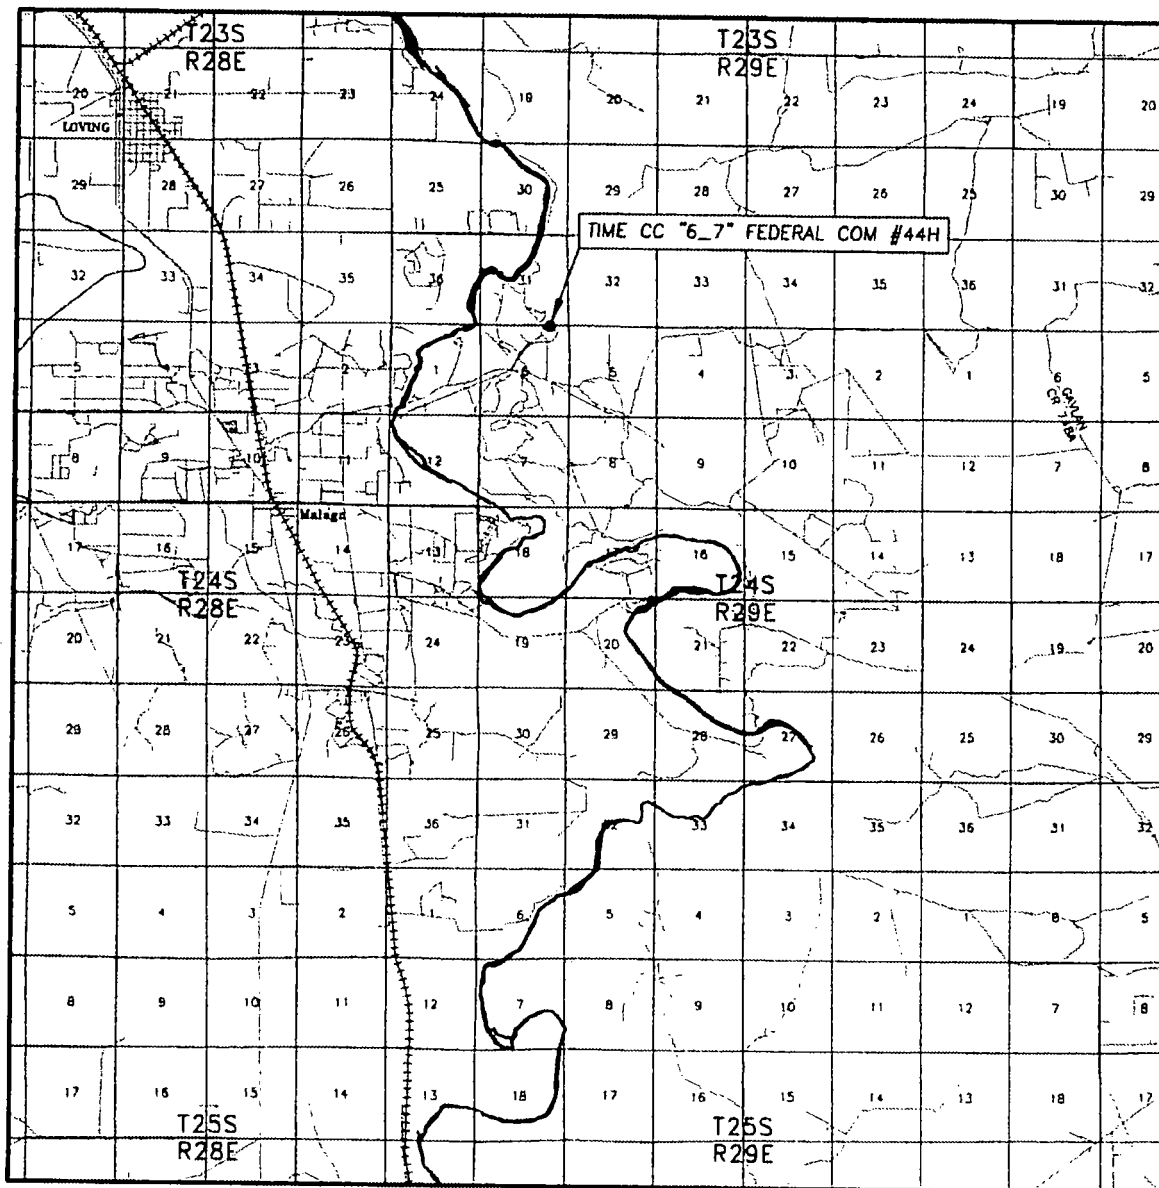 T23S
R28E
T23S
R29E
20 21 22 23 24 19 20 21 22 23 24 19 20
LOVING
29 28 27 26 25 30 29 28 27 26 25 30 29
TIME CC "6_7" FEDERAL COM #44H
32 33 34 35 36 31 32 33 34 35 36 31 32
5 3 2 1 6 5 4 3 2 1 6 5
GAVLAN
CR 748A
8 9 10 11 12 7 8 9 10 11 12 7 8
Malaga
17 16 15 14 13 18 17 16 15 14 13 18 17
T24S
R28E
T24S
R29E
20 21 22 23 24 19 20 21 22 23 24 19 20
29 28 27 26 25 30 29 28 27 26 25 30 29
32 33 34 35 36 31 32 33 34 35 36 31 32
5 4 3 2 1 6 5 4 3 2 1 6 5
8 9 10 11 12 7 8 9 10 11 12 7 8
17 16 15 14 13 18 17 16 15 14 13 18 17
T25S
R28E
T25S
R29E